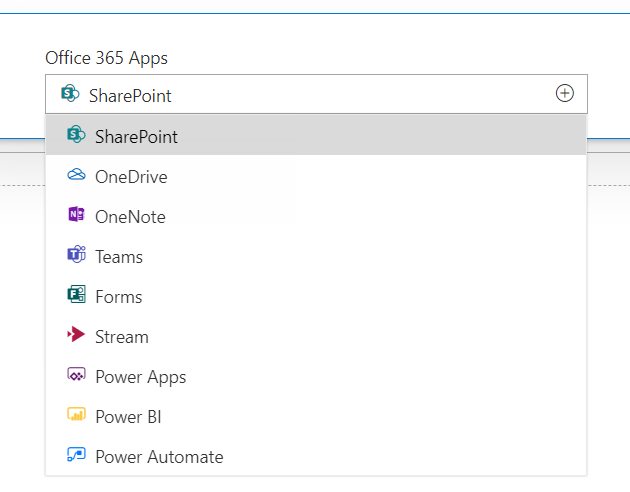 Office 365 Apps
SharePoint
SharePoint
OneDrive
OneNote
Teams
Forms
Stream
Power Apps
Power BI
Power Automate